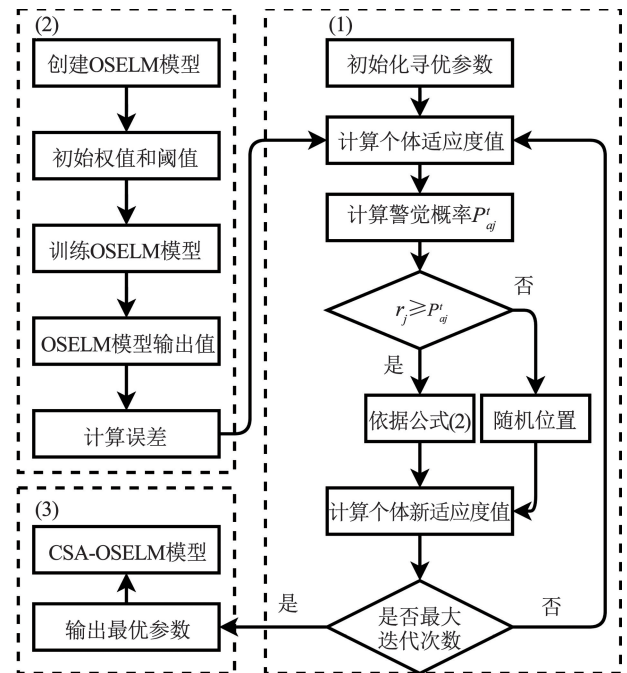 (2)
创建OSELM模型
初始权值和阈值
训练OSELM模型
OSELM模型输出值
计算误差
(1)
初始化寻优参数
计算个体适应度值
计算警觉概率P^t_{aj}
r_j≥P^t_{aj}
否
是
依据公式(2)
随机位置
计算个体新适应度值
是否最大
迭代次数
否
是
(3)
CSA-OSELM模型
输出最优参数